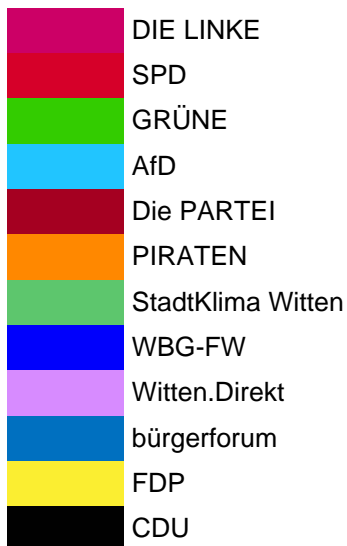 DIE LINKE
SPD
GRÜNE
AfD
Die PARTEI
PIRATEN
StadtKlima Witten
WBG-FW
Witten.Direkt
bürgerforum
FDP
CDU